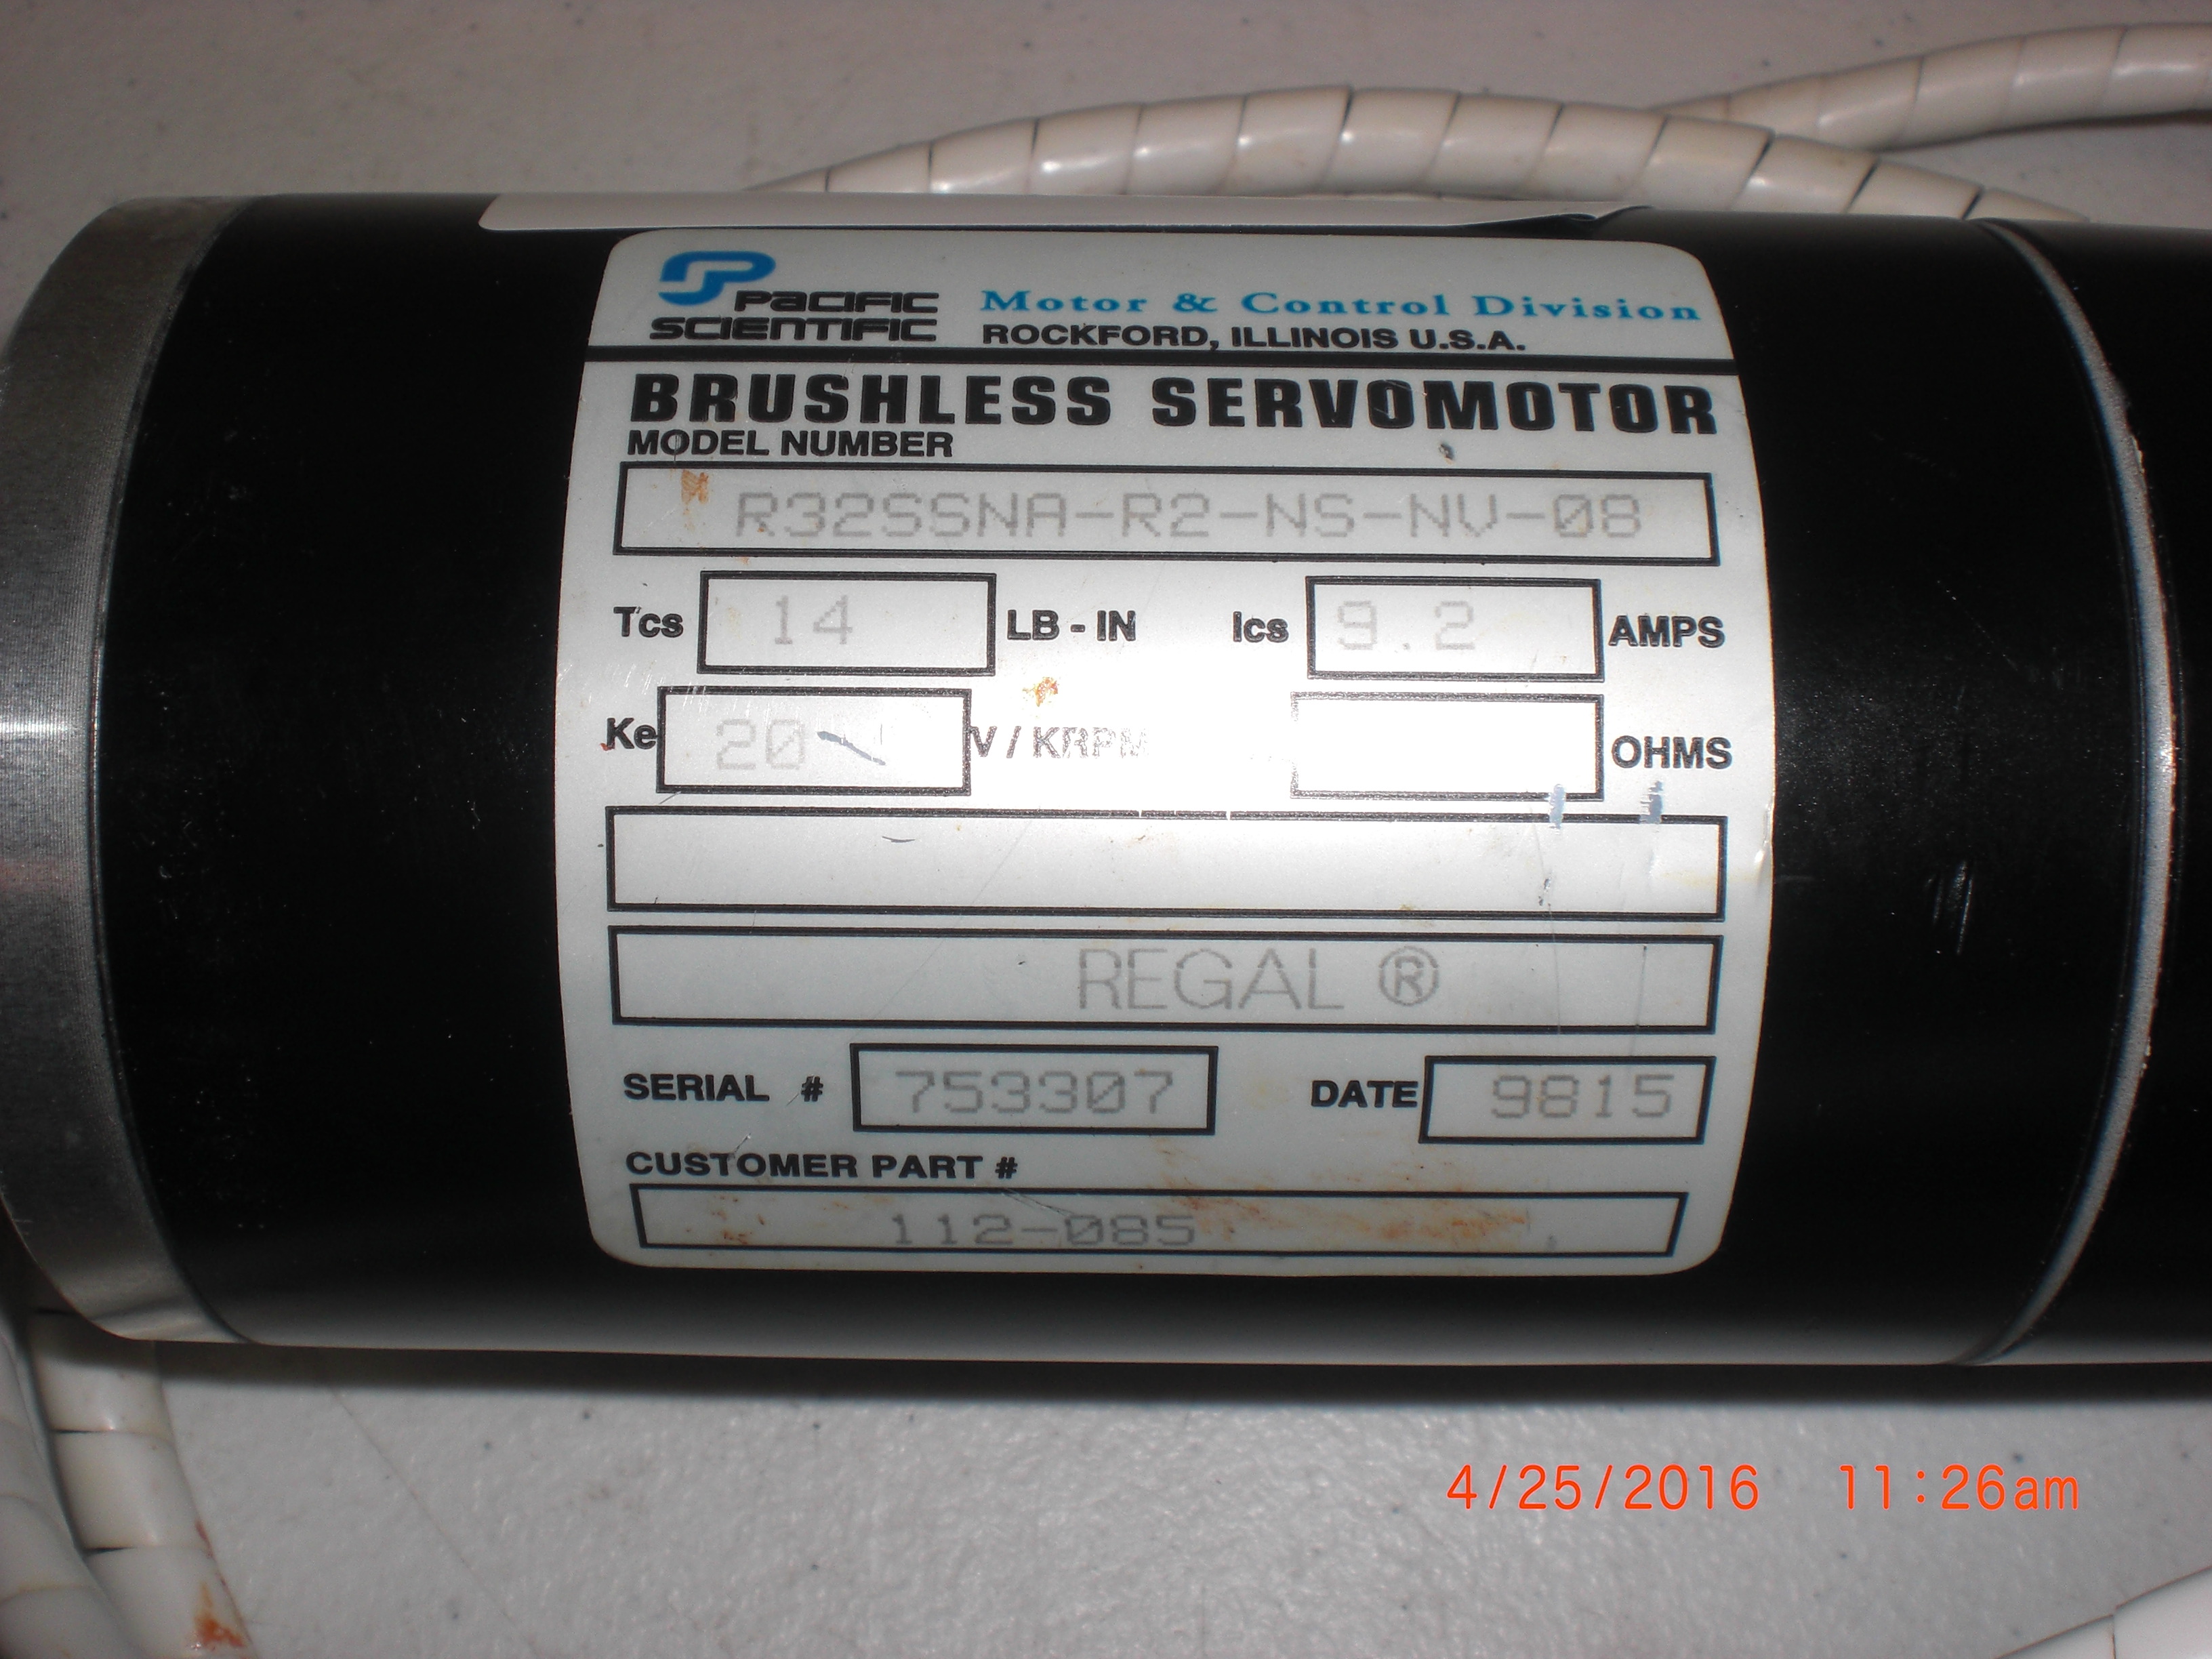 PACIFIC
SCIENTIFIC
Motor & Control Division
ROCKFORD, ILLINOIS U.S.A.
BRUSHLESS SERVOMOTOR
MODEL NUMBER
R32SSNA-R2-NS-NV-08
Tcs 14 LB - IN Ics 9.2 AMPS
Ke 20 V / KRPM OHMS
REGAL ®
SERIAL # 753307 DATE 9815
CUSTOMER PART #
112-085
4/25/2016 11:26am